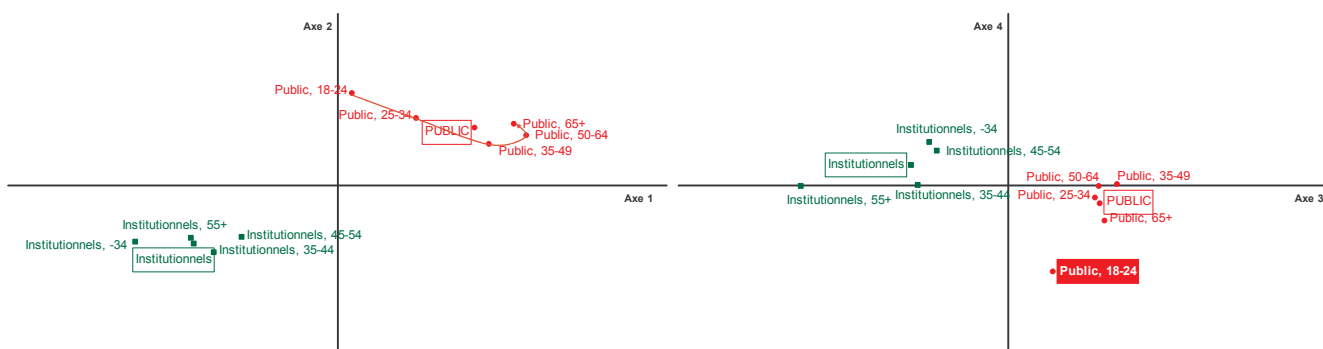 Axe 2
Public, 18-24
Public, 25-34
PUBLIC
Public, 65+
Public, 50-64
Public, 35-49
Axe 1
Institutionnels, 55+
Institutionnels, 45-54
Institutionnels, -34
Institutionnels, 35-44
Institutionnels
Axe 4
Institutionnels, -34
Institutionnels, 45-54
Institutionnels
Institutionnels, 35-44
Institutionnels, 55+
Public, 50-64
Public, 35-49
Public, 25-34
PUBLIC
Axe 3
Public, 65+
Public, 18-24